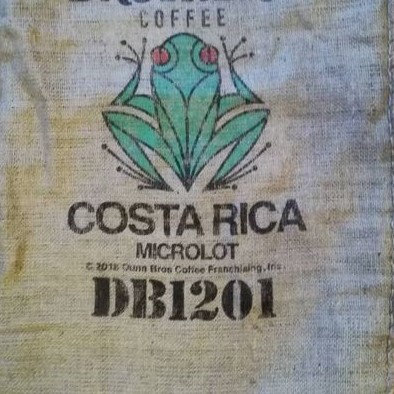 COFFEE
COSTA RICA
MICROLOT
© 2018 Dunn Bros Coffee Franchising, Inc.
DB1201